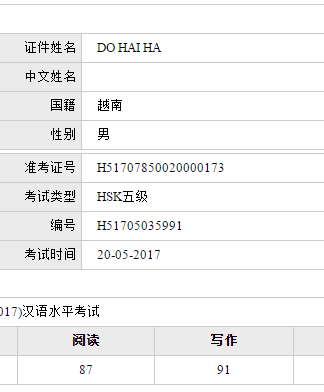 证件姓名 DO HAI HA
中文姓名
国籍 越南
性别 男
准考证号 H51707850020000173
考试类型 HSK五级
编号 H51705035991
考试时间 20-05-2017
017)汉语水平考试
阅读 写作
87 91